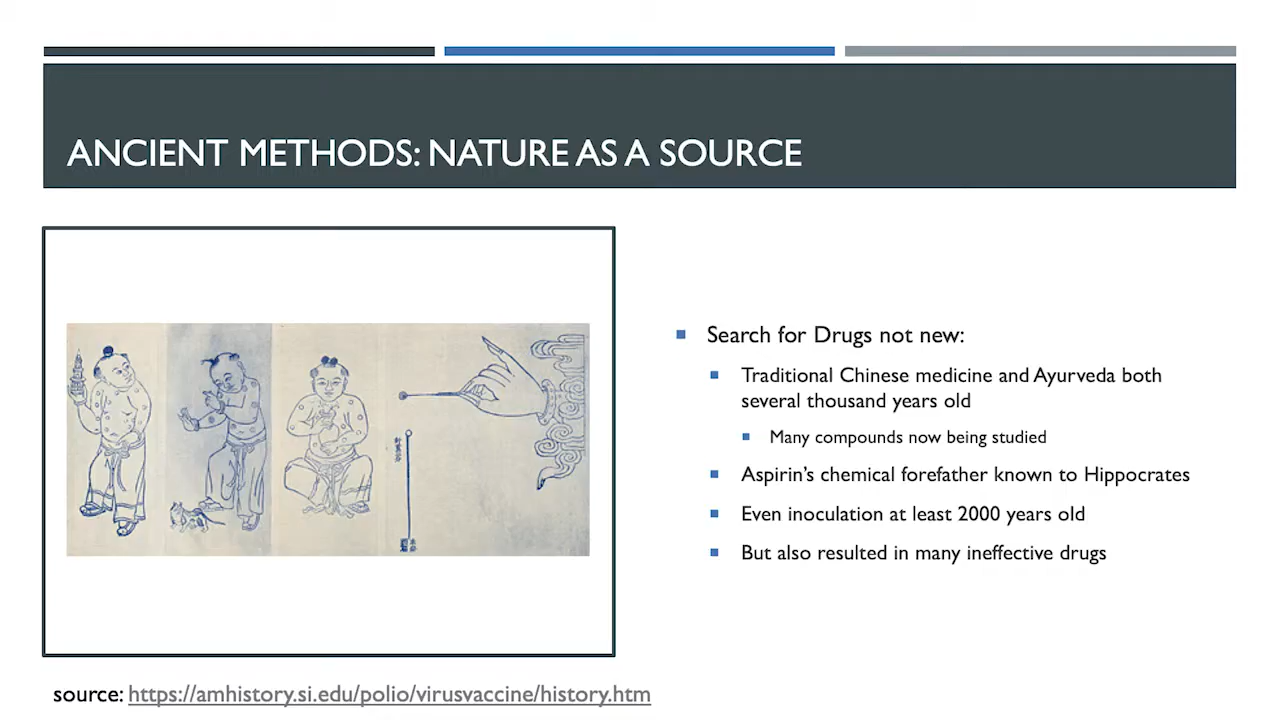 ANCIENT METHODS: NATURE AS A SOURCE
Search for Drugs not new:
Traditional Chinese medicine and Ayurveda both
several thousand years old
Many compounds now being studied
Aspirin's chemical forefather known to Hippocrates
Even inoculation at least 2000 years old
But also resulted in many ineffective drugs
source: https://amhistory.si.edu/polio/virusvaccine/history.htm